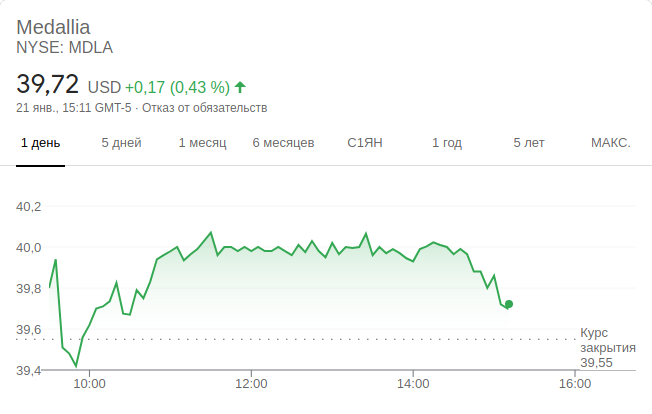 Medallia
NYSE: MDLA
39,72 USD +0,17 (0,43 %)
21 янв., 15:11 GMT-5 · Отказ от обязательств
1 день 5 дней 1 месяц 6 месяцев С1ЯН 1 год 5 лет МАКС.
40,2
40,0
39,8
39,6
Курс
закрытия
39,55
39,4
10:00 12:00 14:00 16:00